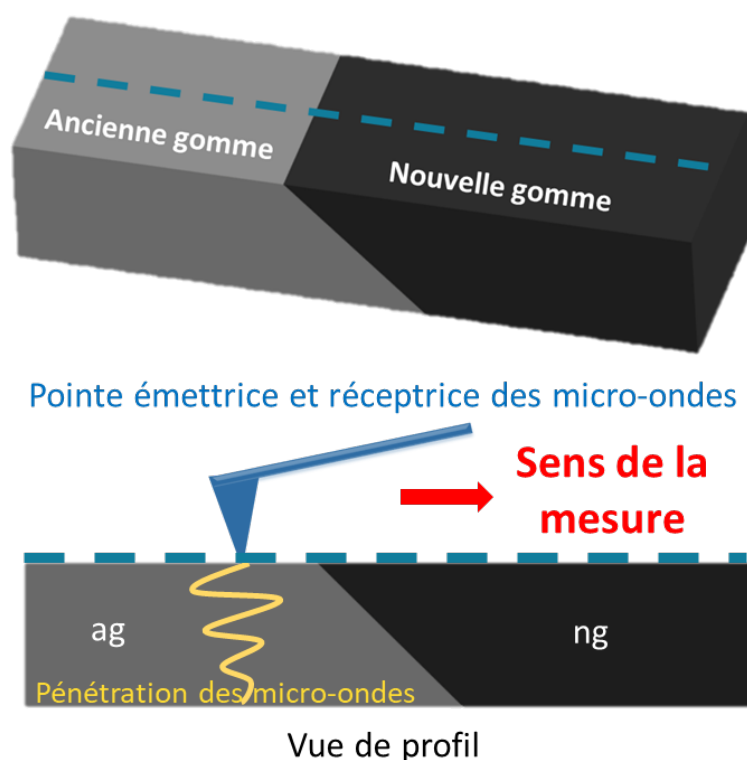 Ancienne gomme
Nouvelle gomme
Pointe émettrice et réceptrice des micro-ondes
Sens de la
mesure
ag
ng
Pénétration des micro-ondes
Vue de profil